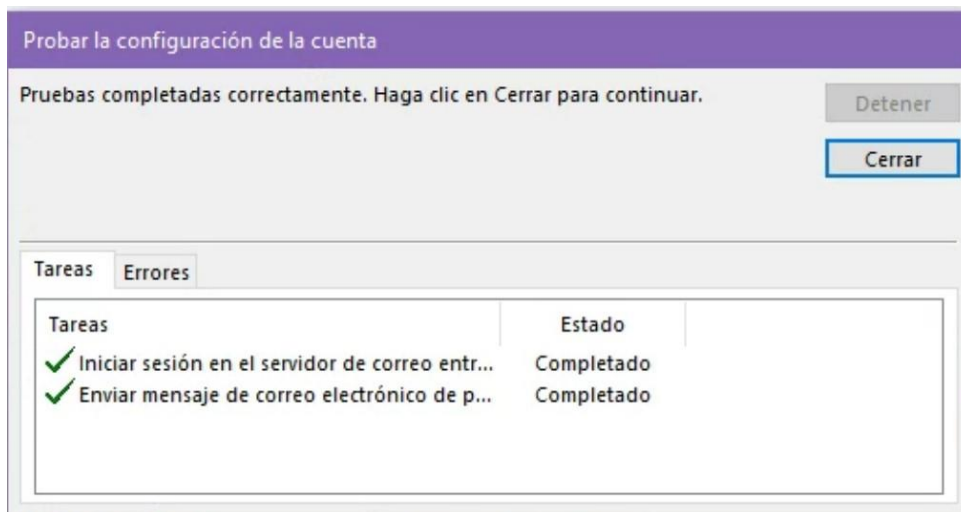 Probar la configuración de la cuenta
Pruebas completadas correctamente. Haga clic en Cerrar para continuar.
Detener
Cerrar
Tareas Errores
Tareas Estado
Iniciar sesión en el servidor de correo entr... Completado
Enviar mensaje de correo electrónico de p... Completado